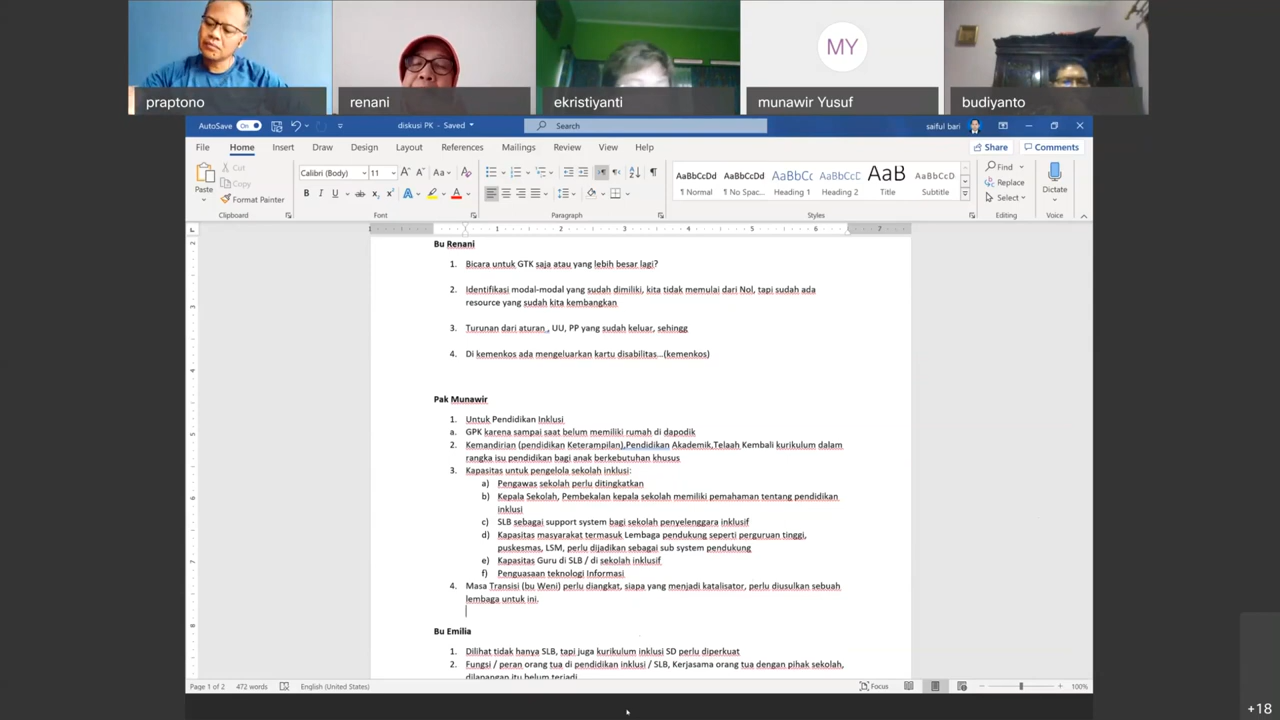 praptono
renani
ekristiyanti
MY
munawir Yusuf
budiyanto
AutoSave On
diskusi PK - Saved
Search
saiful bari
File Home Insert Draw Design Layout References Mailings Review View Help
Share Comments
Paste
Cut
Copy
Format Painter
Calibri (Body) 11
AaBbCcDd AaBbCcDd AaBbCc AaBbCcD AaB AaBbCcD
¶ Normal ¶ No Spac... Heading 1 Heading 2 Title Subtitle
Find
Replace
Select
Dictate
Clipboard Font Paragraph Styles Editing Voice
Bu Renani
1. Bicara untuk GTK saja atau yang lebih besar lagi?
2. Identifikasi modal-modal yang sudah dimiliki, kita tidak memulai dari Nol, tapi sudah ada
resource yang sudah kita kembangkan
3. Turunan dari aturan , UU, PP yang sudah keluar, sehingg
4. Di kemenkos ada mengeluarkan kartu disabilitas...(kemenkos)
Pak Munawir
1. Untuk Pendidikan Inklusi
a. GPK karena sampai saat belum memiliki rumah di dapodik
2. Kemandirian (pendidikan Keterampilan),Pendidikan Akademik,Telaah Kembali kurikulum dalam
rangka isu pendidikan bagi anak berkebutuhan khusus
3. Kapasitas untuk pengelola sekolah inklusi:
a) Pengawas sekolah perlu ditingkatkan
b) Kepala Sekolah, Pembekalan kepala sekolah memiliki pemahaman tentang pendidikan
inklusi
c) SLB sebagai support system bagi sekolah penyelenggara inklusif
d) Kapasitas masyarakat termasuk Lembaga pendukung seperti perguruan tinggi,
puskesmas, LSM, perlu dijadikan sebagai sub system pendukung
e) Kapasitas Guru di SLB / di sekolah inklusif
f) Penguasaan teknologi Informasi
4. Masa Transisi (bu Weni) perlu diangkat, siapa yang menjadi katalisator, perlu diusulkan sebuah
lembaga untuk ini.
Bu Emilia
1. Dilihat tidak hanya SLB, tapi juga kurikulum inklusi SD perlu diperkuat
2. Fungsi / peran orang tua di pendidikan inklusi / SLB, Kerjasama orang tua dengan pihak sekolah,
dilapangan itu belum terjadi
Page 1 of 2 472 words English (United States) Focus 100%
+18